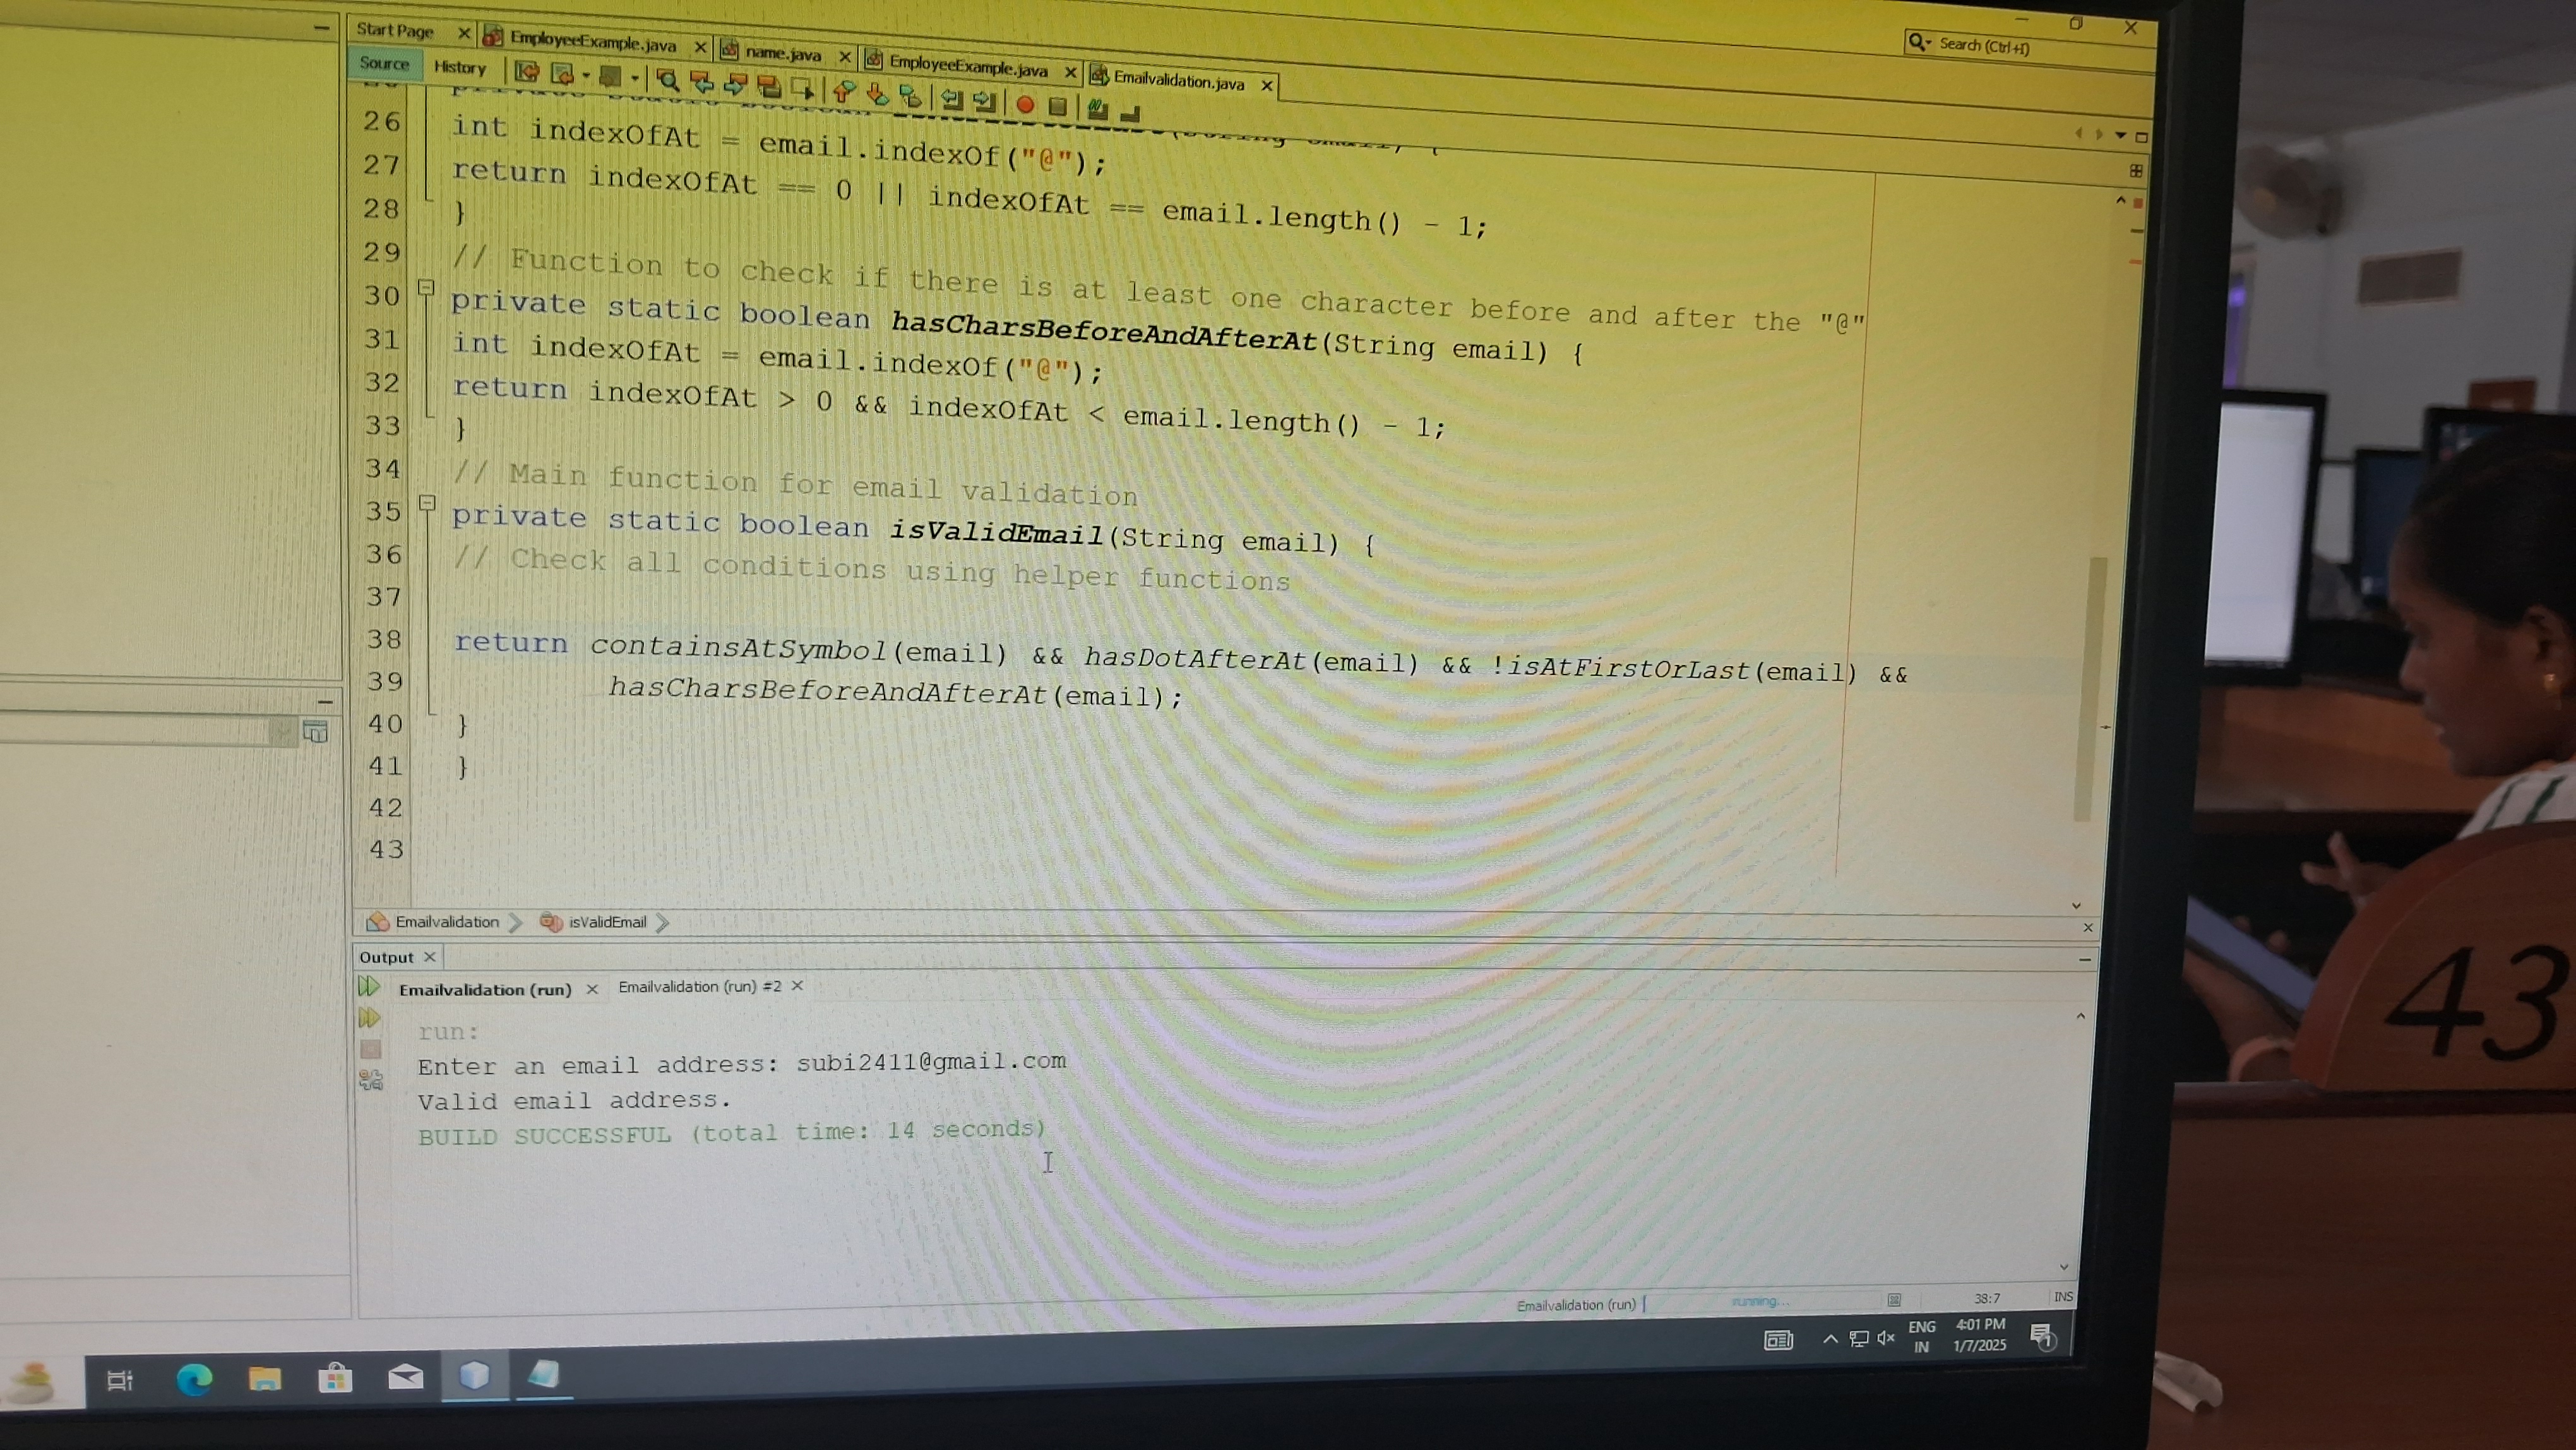 Start Page
EmployeeExample.java
name.java
EmployeeExample.java
Emailvalidation.java
Search (Ctrl+I)
Source
History
26 int indexOfAt = email.indexOf("@");
27 return indexOfAt == 0 || indexOfAt == email.length() - 1;
28 }
29 // Function to check if there is at least one character before and after the "@"
30 private static boolean hasCharsBeforeAndAfterAt(String email) {
31 int indexOfAt = email.indexOf("@");
32 return indexOfAt > 0 && indexOfAt < email.length() - 1;
33 }
34 // Main function for email validation
35 private static boolean isValidEmail(String email) {
36 // Check all conditions using helper functions
37
38 return containsAtSymbol(email) && hasDotAfterAt(email) && !isAtFirstOrLast(email) &&
39 hasCharsBeforeAndAfterAt(email);
40 }
41 }
42
43
Emailvalidation
isValidEmail
Output
Emailvalidation (run)
Emailvalidation (run) #2
run:
Enter an email address: subi2411@gmail.com
Valid email address.
BUILD SUCCESSFUL (total time: 14 seconds)
Emailvalidation (run)
running...
38:7
INS
ENG
IN
4:01 PM
1/7/2025
1
43